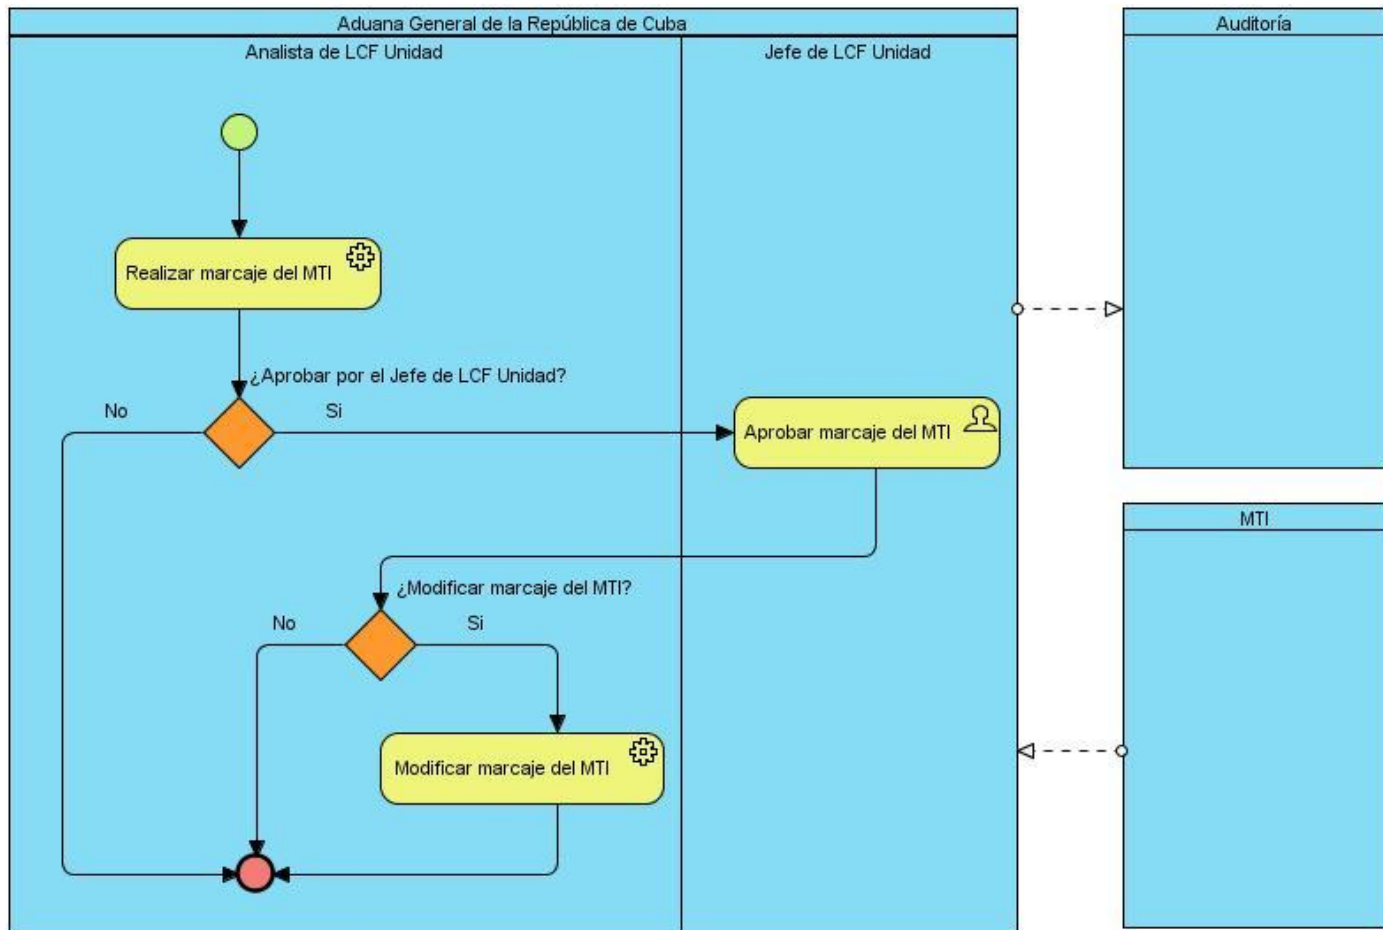 Aduana General de la República de Cuba
Auditoría
Analista de LCF Unidad
Jefe de LCF Unidad
Realizar marcaje del MTI
¿Aprobar por el Jefe de LCF Unidad?
No
Si
Aprobar marcaje del MTI
MTI
¿Modificar marcaje del MTI?
No
Si
Modificar marcaje del MTI